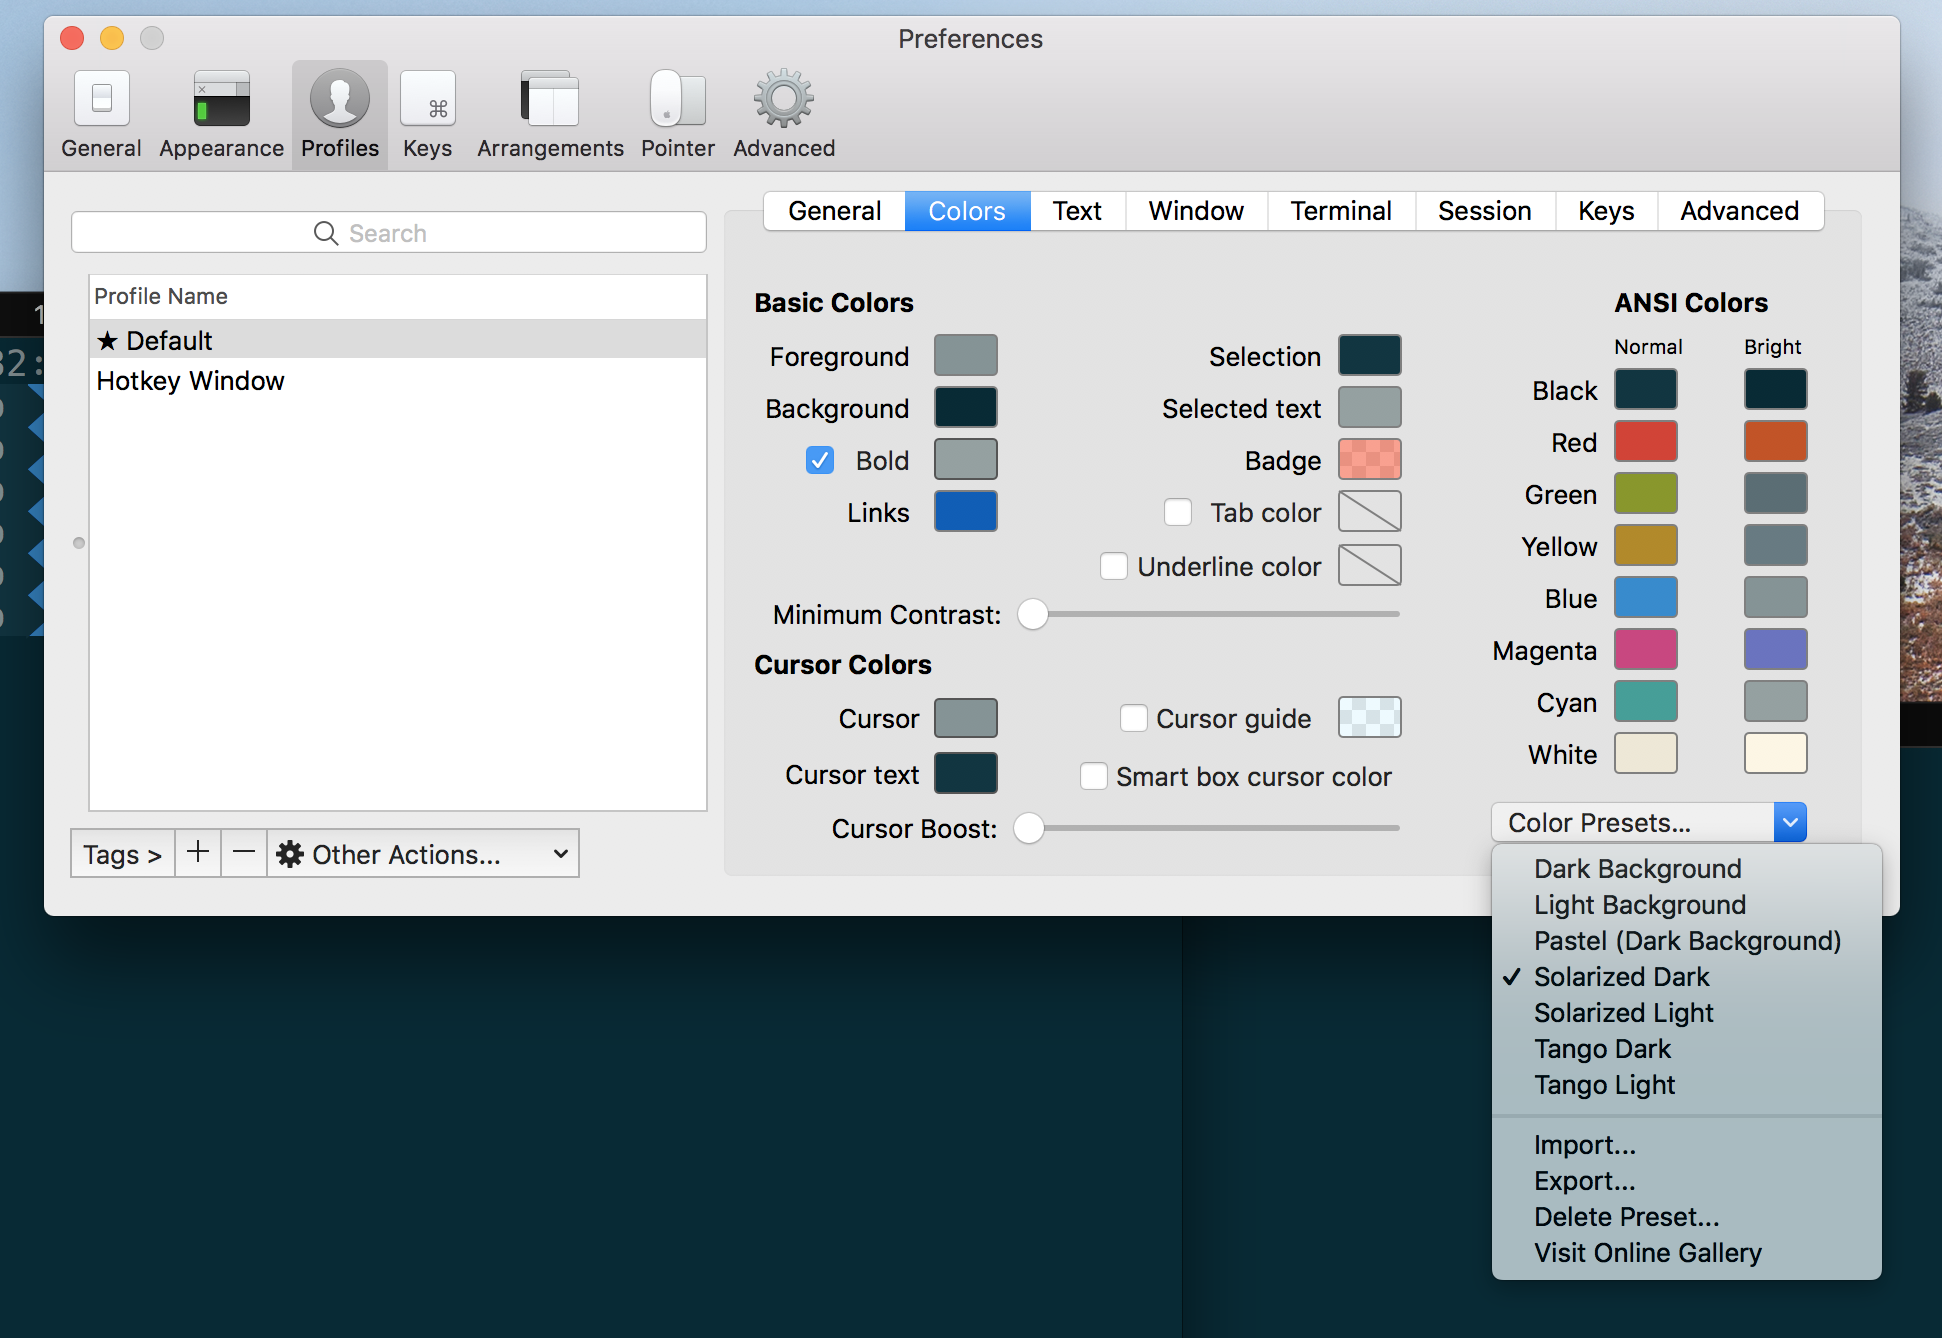 Preferences
General Appearance Profiles Keys Arrangements Pointer Advanced
General Colors Text Window Terminal Session Keys Advanced
Search
Profile Name
★ Default
Hotkey Window
Tags > + − Other Actions...
Basic Colors
Foreground
Background
Bold
Links
Selection
Selected text
Badge
Tab color
Underline color
Minimum Contrast:
Cursor Colors
Cursor
Cursor text
Cursor guide
Smart box cursor color
Cursor Boost:
ANSI Colors
Normal Bright
Black
Red
Green
Yellow
Blue
Magenta
Cyan
White
Color Presets...
Dark Background
Light Background
Pastel (Dark Background)
✓ Solarized Dark
Solarized Light
Tango Dark
Tango Light
Import...
Export...
Delete Preset...
Visit Online Gallery